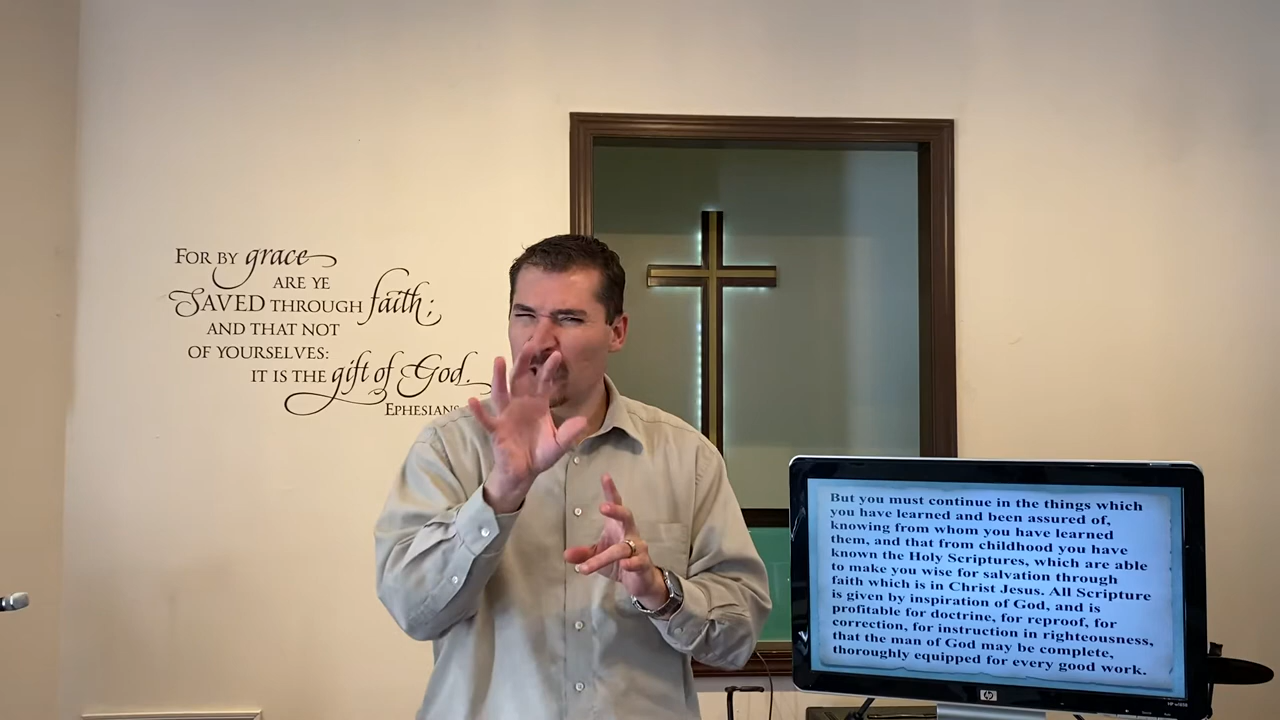 FOR BY grace
ARE YE
SAVED THROUGH faith;
AND THAT NOT
OF YOURSELVES:
IT IS THE gift of God.
EPHESIANS
But you must continue in the things which
you have learned and been assured of,
knowing from whom you have learned
them, and that from childhood you have
known the Holy Scriptures, which are able
to make you wise for salvation through
faith which is in Christ Jesus. All Scripture
is given by inspiration of God, and is
profitable for doctrine, for reproof, for
correction, for instruction in righteousness,
that the man of God may be complete,
thoroughly equipped for every good work.
hp